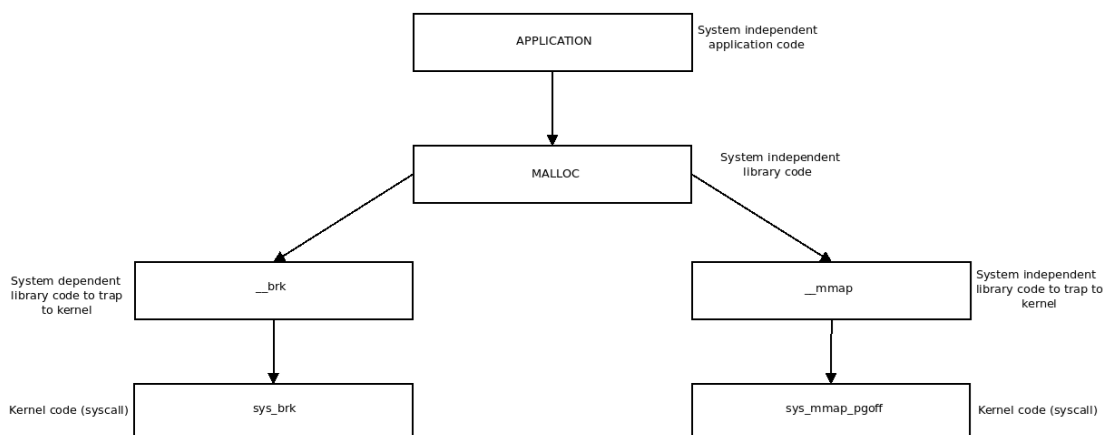 APPLICATION
System independent
application code
MALLOC
System independent
library code
System dependent
library code to trap
to kernel
__brk
__mmap
System independent
library code to trap to
kernel
Kernel code (syscall)
sys_brk
sys_mmap_pgoff
Kernel code (syscall)